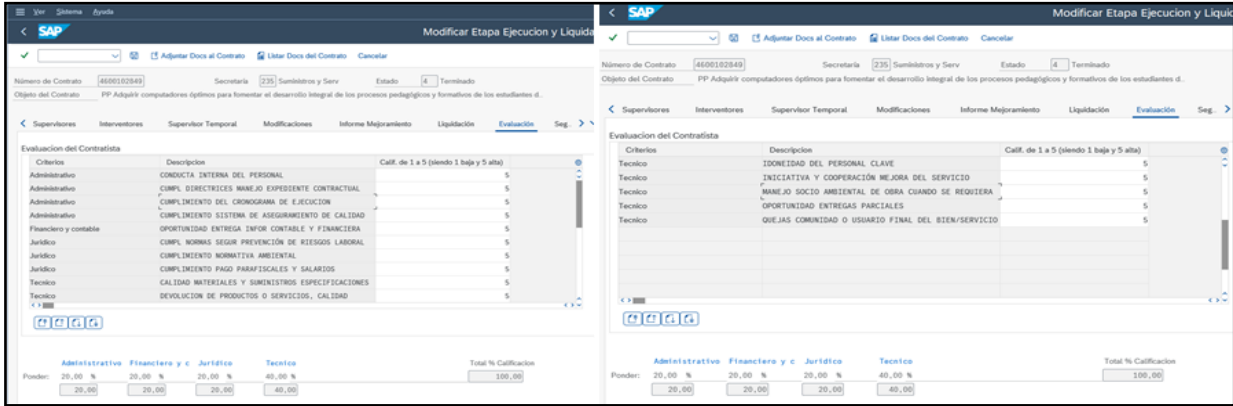 Ver Sistema Ayuda
SAP Modificar Etapa Ejecucion y Liquida
Adjuntar Docs al Contrato Listar Docs del Contrato Cancelar
Número de Contrato 4600102849 Secretaría 235 Suministros y Serv Estado 4 Terminado
Objeto del Contrato PP Adquirir computadores óptimos para fomentar el desarrollo integral de los procesos pedagógicos y formativos de los estudiantes d..
Supervisores Interventores Supervisor Temporal Modificaciones Informe Mejoramiento Liquidación Evaluación Seg..
Evaluacion del Contratista
Criterios Descripcion Calif. de 1 a 5 (siendo 1 baja y 5 alta)
Administrativo CONDUCTA INTERNA DEL PERSONAL 5
Administrativo CUMPL DIRECTRICES MANEJO EXPEDIENTE CONTRACTUAL 5
Administrativo CUMPLIMIENTO DEL CRONOGRAMA DE EJECUCION 5
Administrativo CUMPLIMIENTO SISTEMA DE ASEGURAMIENTO DE CALIDAD 5
Financiero y contable OPORTUNIDAD ENTREGA INFOR CONTABLE Y FINANCIERA 5
Juridico CUMPL NORMAS SEGUR PREVENCIÓN DE RIESGOS LABORAL 5
Juridico CUMPLIMIENTO NORMATIVA AMBIENTAL 5
Juridico CUMPLIMIENTO PAGO PARAFISCALES Y SALARIOS 5
Tecnico CALIDAD MATERIALES Y SUMINISTROS ESPECIFICACIONES 5
Tecnico DEVOLUCION DE PRODUCTOS O SERVICIOS, CALIDAD 5
Administrativo Financiero y c Juridico Tecnico Total % Calificacion
Ponder: 20,00 % 20,00 % 20,00 % 40,00 % 100,00
20,00 20,00 20,00 40,00
SAP Modificar Etapa Ejecucion y Liquid
Adjuntar Docs al Contrato Listar Docs del Contrato Cancelar
Número de Contrato 4600102849 Secretaría 235 Suministros y Serv Estado 4 Terminado
Objeto del Contrato PP Adquirir computadores óptimos para fomentar el desarrollo integral de los procesos pedagógicos y formativos de los estudiantes d..
Supervisores Interventores Supervisor Temporal Modificaciones Informe Mejoramiento Liquidación Evaluación Seg..
Evaluacion del Contratista
Criterios Descripcion Calif. de 1 a 5 (siendo 1 baja y 5 alta)
Tecnico IDONEIDAD DEL PERSONAL CLAVE 5
Tecnico INICIATIVA Y COOPERACIÓN MEJORA DEL SERVICIO 5
Tecnico MANEJO SOCIO AMBIENTAL DE OBRA CUANDO SE REQUIERA 5
Tecnico OPORTUNIDAD ENTREGAS PARCIALES 5
Tecnico QUEJAS COMUNIDAD O USUARIO FINAL DEL BIEN/SERVICIO 5
Administrativo Financiero y c Juridico Tecnico Total % Calificacion
Ponder: 20,00 % 20,00 % 20,00 % 40,00 % 100,00
20,00 20,00 20,00 40,00